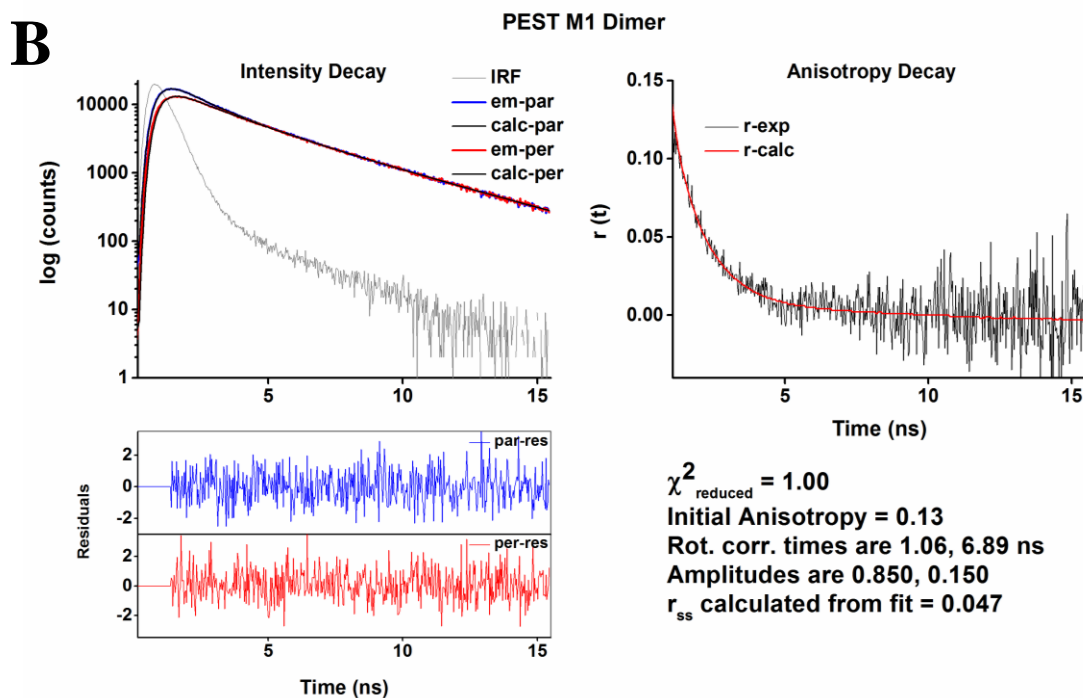 B
PEST M1 Dimer
Intensity Decay
IRF
em-par
calc-par
em-per
calc-per
log (counts)
10000
1000
100
10
1
5
10
15
Anisotropy Decay
r-exp
r-calc
r (t)
0.15
0.10
0.05
0.00
5
10
15
Time (ns)
Residuals
par-res
2
0
-2
per-res
2
0
-2
5
10
15
Time (ns)
χ²reduced = 1.00
Initial Anisotropy = 0.13
Rot. corr. times are 1.06, 6.89 ns
Amplitudes are 0.850, 0.150
rss calculated from fit = 0.047